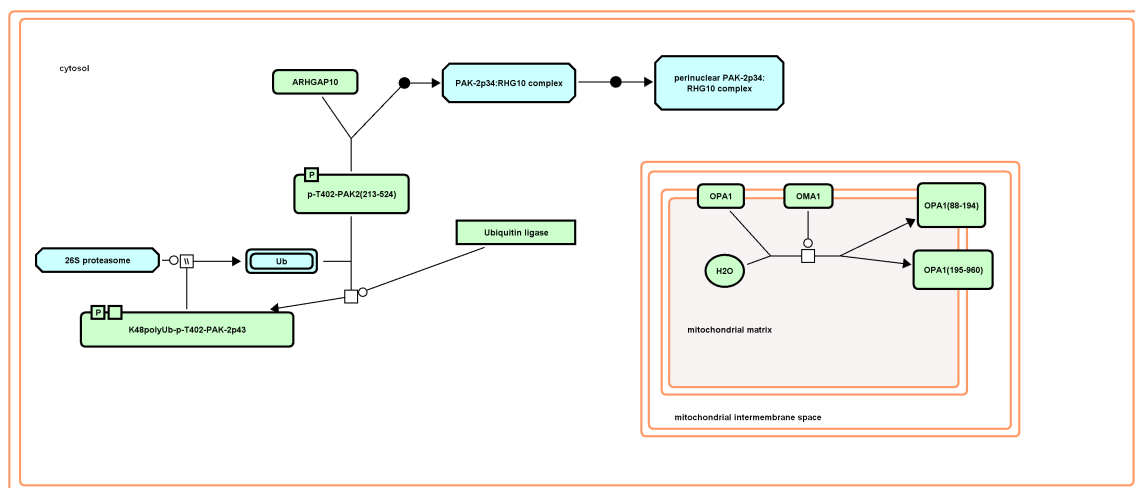 cytosol
ARHGAP10
PAK-2p34:RHG10 complex
perinuclear PAK-2p34:
RHG10 complex
P
p-T402-PAK2(213-524)
Ubiquitin ligase
26S proteasome
\\
Ub
P
K48polyUb-p-T402-PAK-2p43
OPA1
OMA1
OPA1(88-194)
H2O
OPA1(195-960)
mitochondrial matrix
mitochondrial intermembrane space